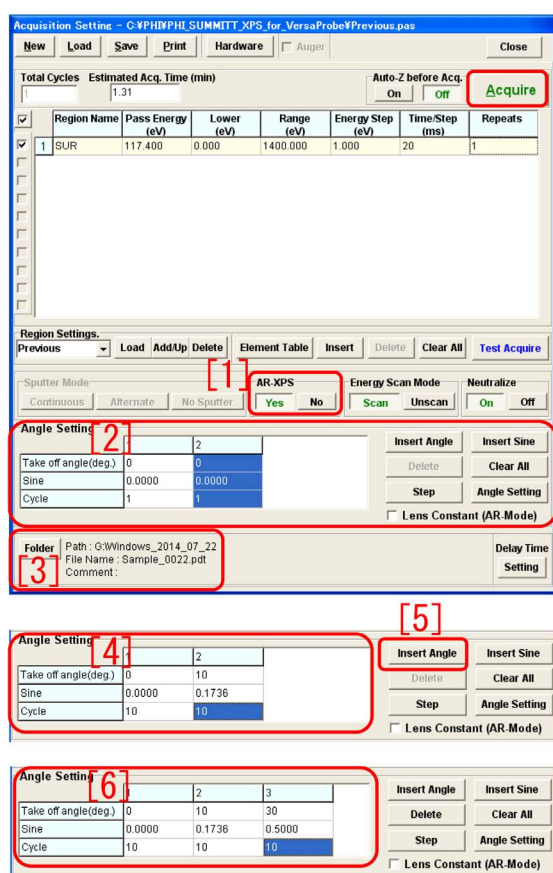 Acquisition Setting - C:¥PHI¥PHI_SUMMITT_XPS_for_VersaProbe¥Previous.pas
New Load Save Print Hardware Auger Close
Total Cycles Estimated Acq. Time (min) Auto-Z before Acq.
1 1.31 On Off Acquire
Region Name Pass Energy (eV) Lower (eV) Range (eV) Energy Step (eV) Time/Step (ms) Repeats
1 SUR 117.400 0.000 1400.000 1.000 20 1
Region Settings.
Previous Load Add/Up Delete Element Table Insert Delete Clear All Test Acquire
[1]
Sputter Mode AR-XPS Energy Scan Mode Neutralize
Continuous Alternate No Sputter Yes No Scan Unscan On Off
Angle Setting
[2] 1 2 Insert Angle Insert Sine
Take off angle(deg.) 0 0 Delete Clear All
Sine 0.0000 0.0000
Cycle 1 1 Step Angle Setting
Lens Constant (AR-Mode)
Folder Path : G:Windows_2014_07_22 Delay Time
[3] File Name : Sample_0022.pdt Setting
Comment :
[5]
Angle Setting
[4] 1 2 Insert Angle Insert Sine
Take off angle(deg.) 0 10 Delete Clear All
Sine 0.0000 0.1736
Cycle 10 10 Step Angle Setting
Lens Constant (AR-Mode)
Angle Setting
[6] 1 2 3 Insert Angle Insert Sine
Take off angle(deg.) 0 10 30 Delete Clear All
Sine 0.0000 0.1736 0.5000
Cycle 10 10 10 Step Angle Setting
Lens Constant (AR-Mode)